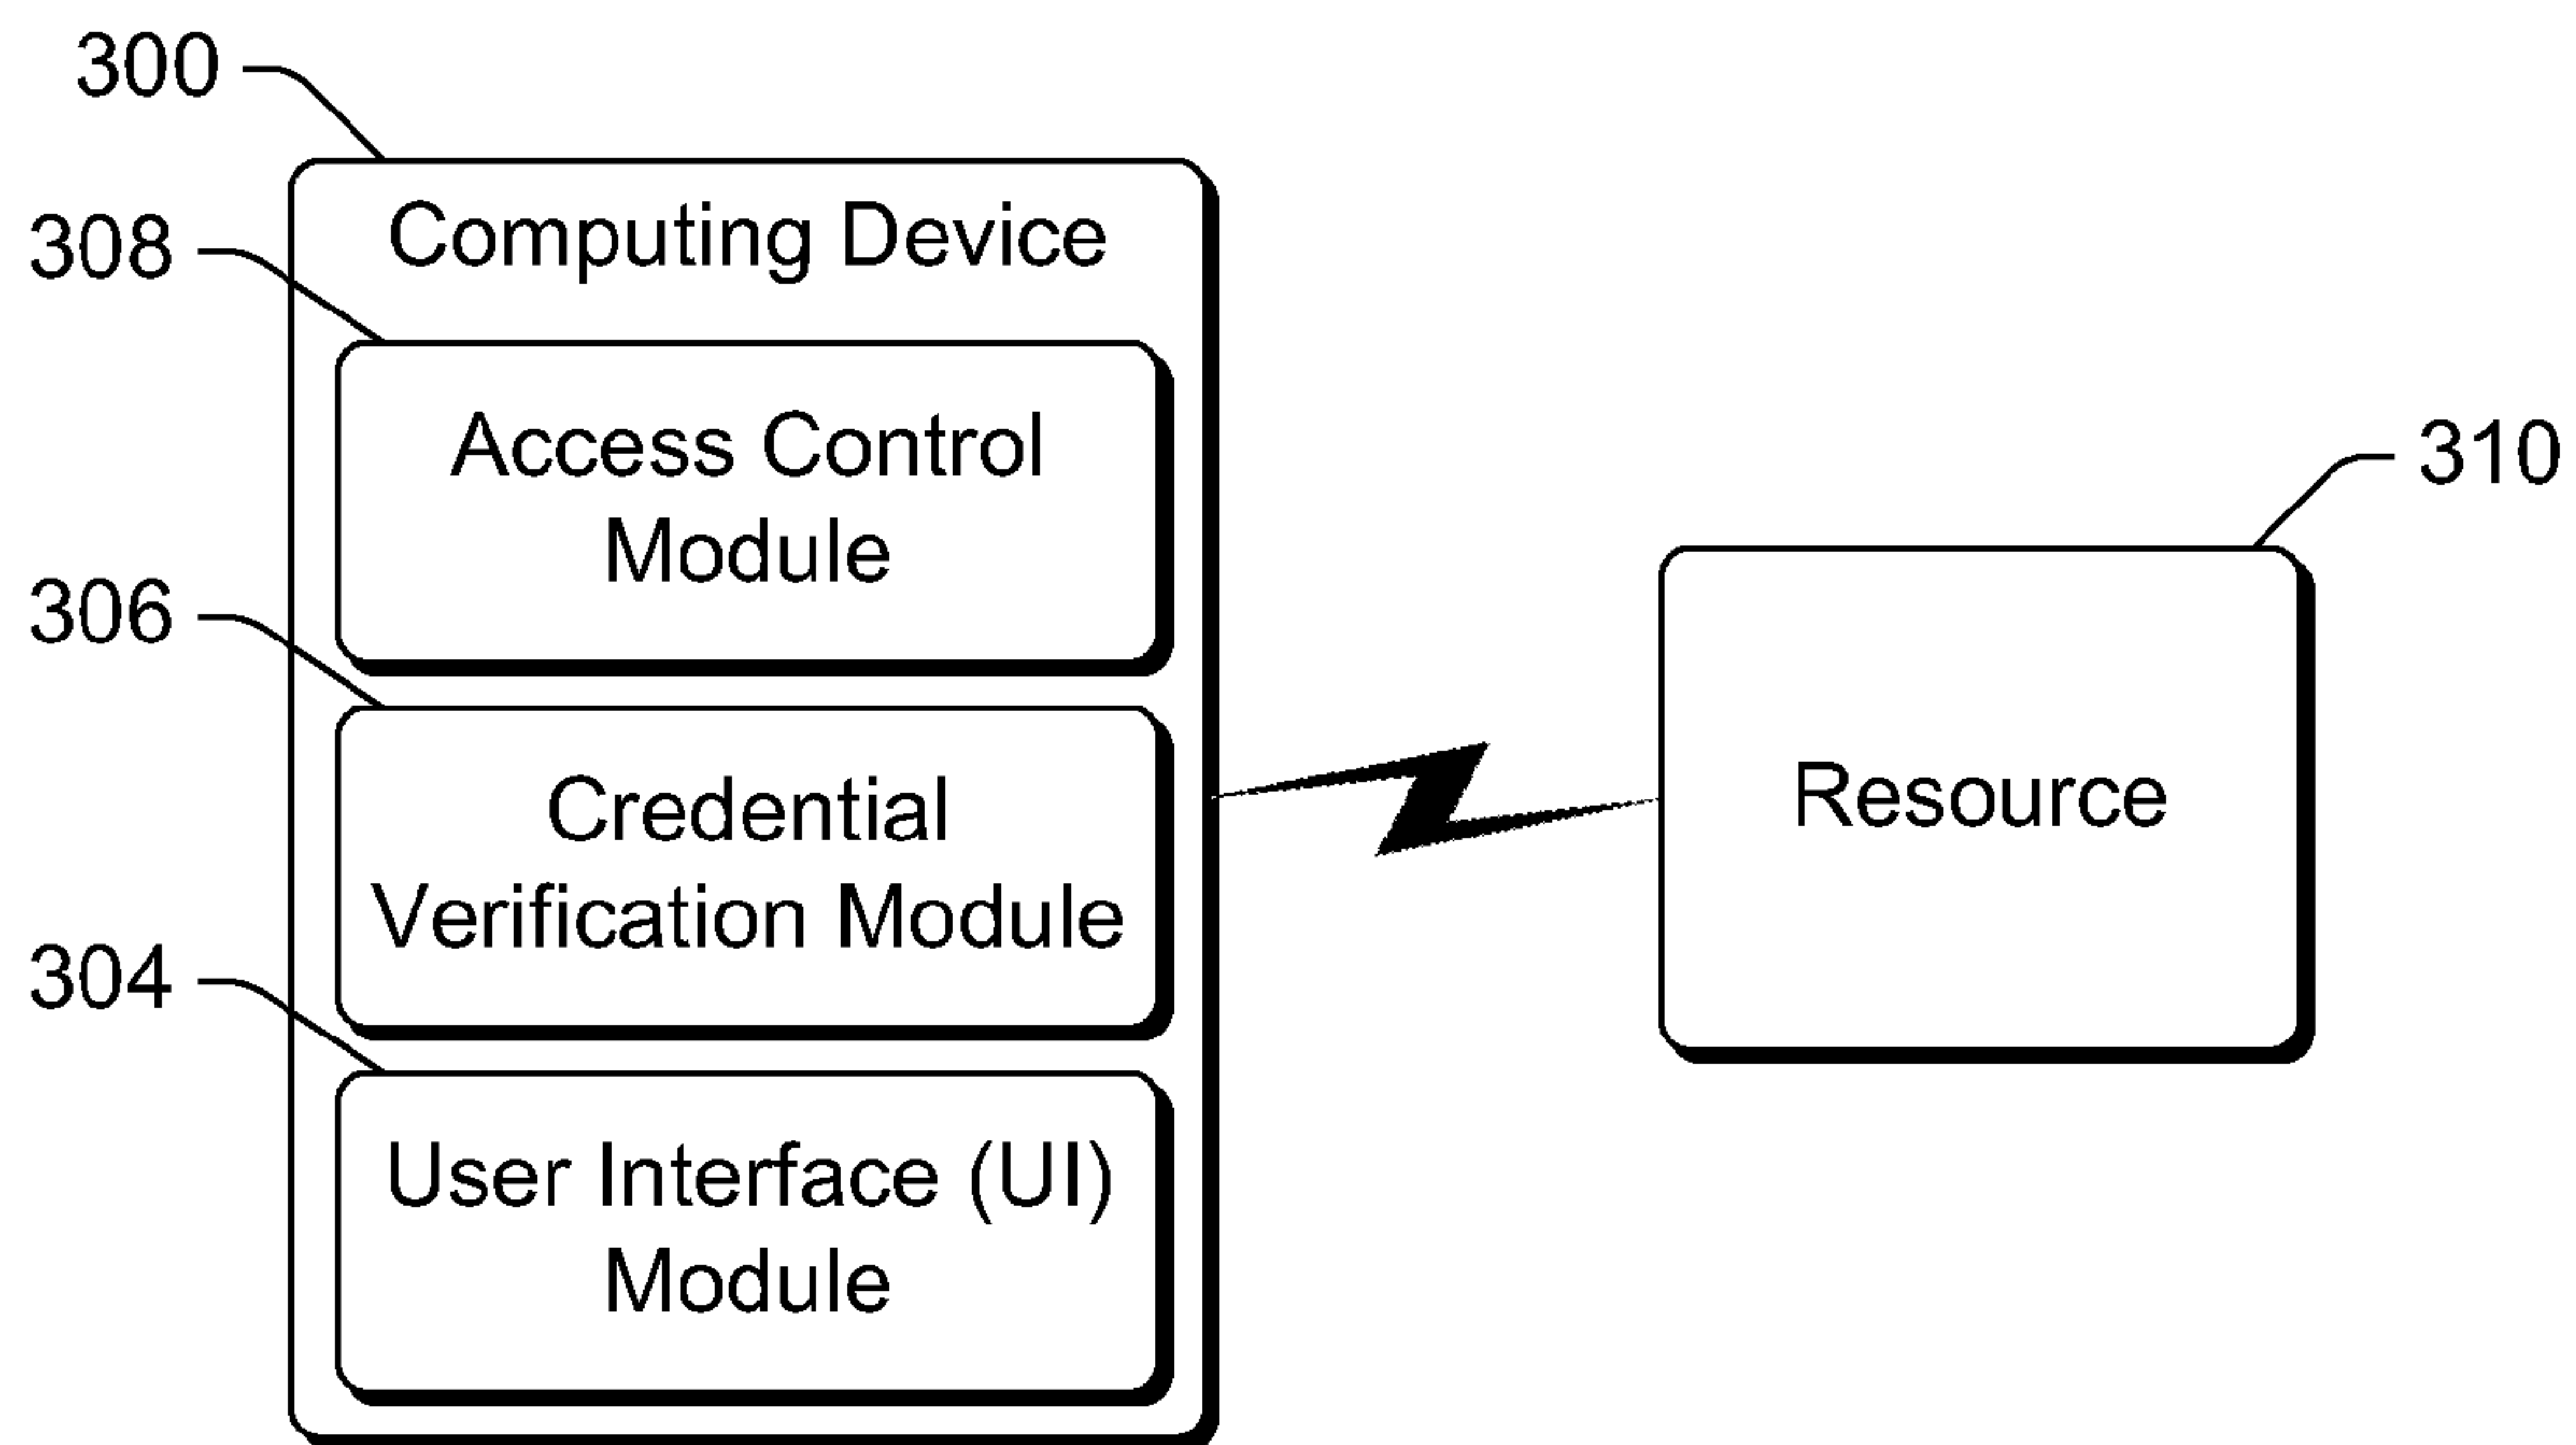 300
Computing Device
308
Access Control
Module
310
306
Credential
Verification Module
Resource
304
User Interface (UI)
Module